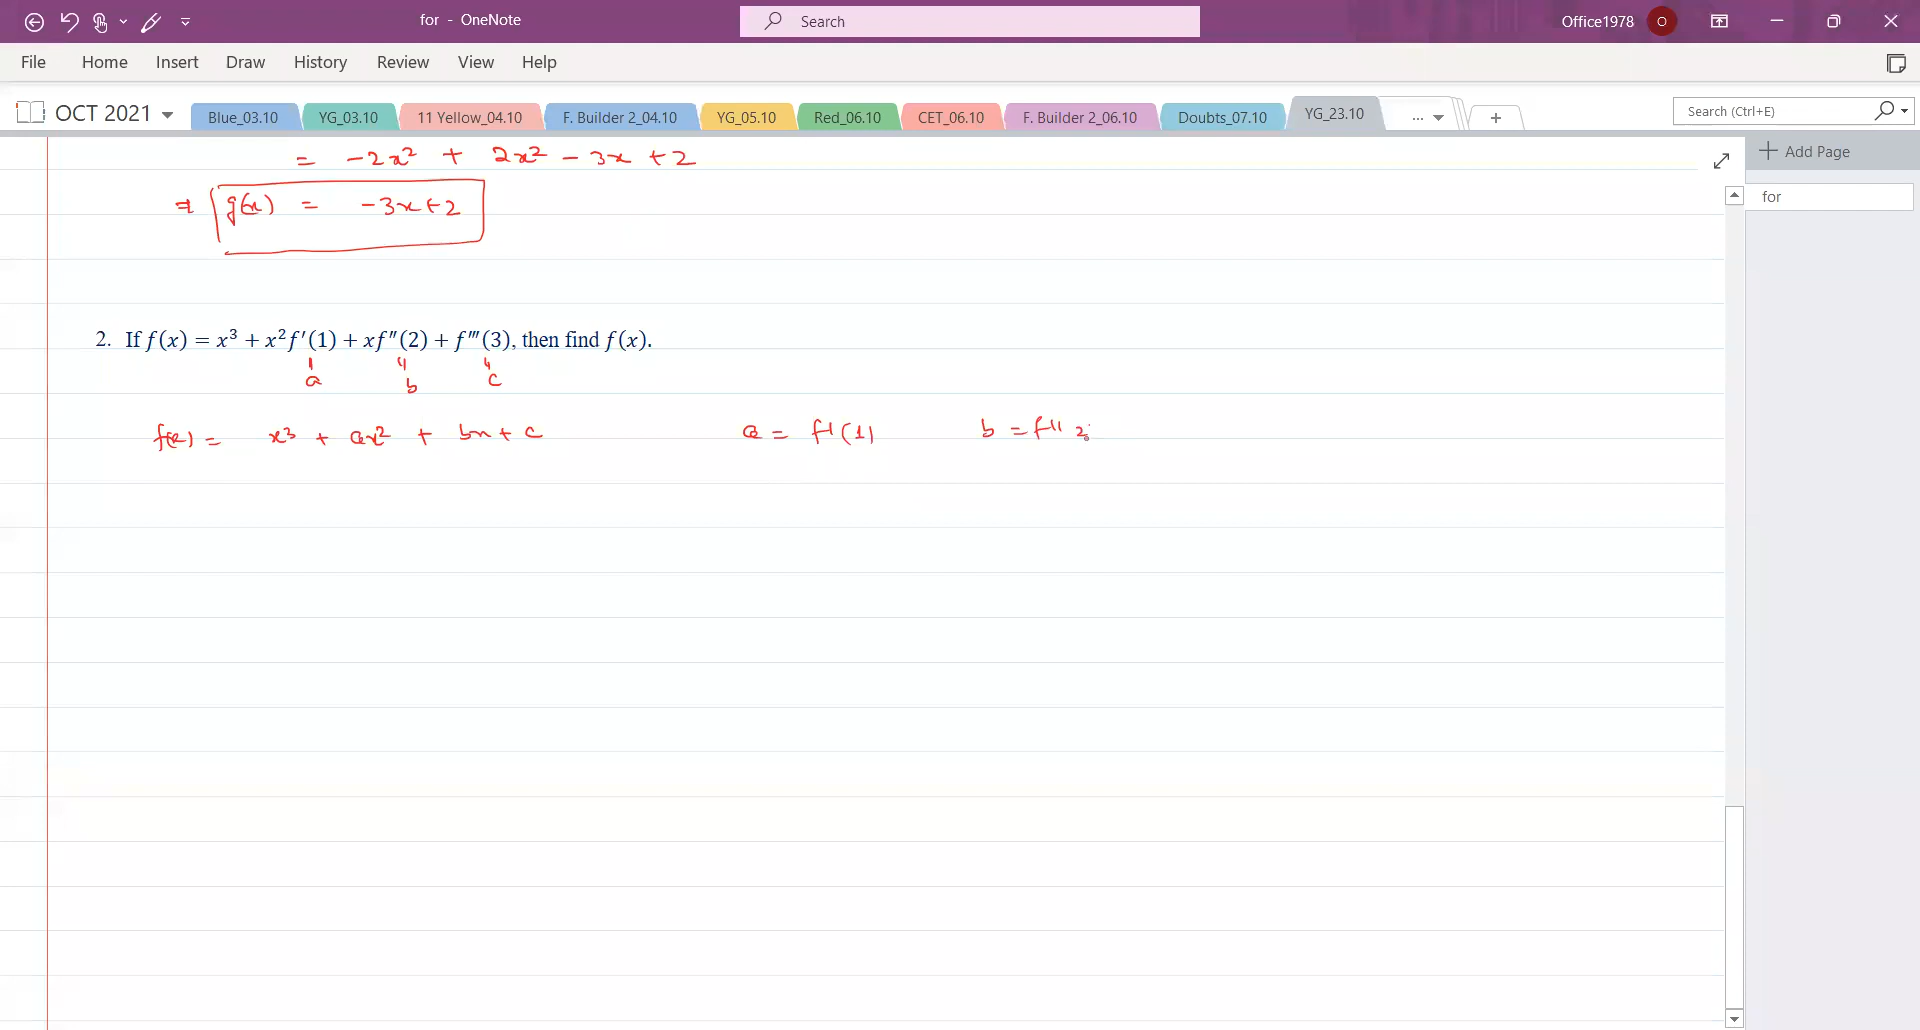 for - OneNote
Search
Office1978
O
File Home Insert Draw History Review View Help
OCT 2021
Blue_03.10 YG_03.10 11 Yellow_04.10 F. Builder 2_04.10 YG_05.10 Red_06.10 CET_06.10 F. Builder 2_06.10 Doubts_07.10 YG_23.10 ... +
Search (Ctrl+E)
Add Page
for
= -2x² + 2x² - 3x + 2
⇒ g(x) = -3x + 2
2. If f(x) = x³ + x²f′(1) + xf″(2) + f‴(3), then find f(x).
a b c
f(x) = x³ + ax² + bx + c a = f'(1) b = f'' 2